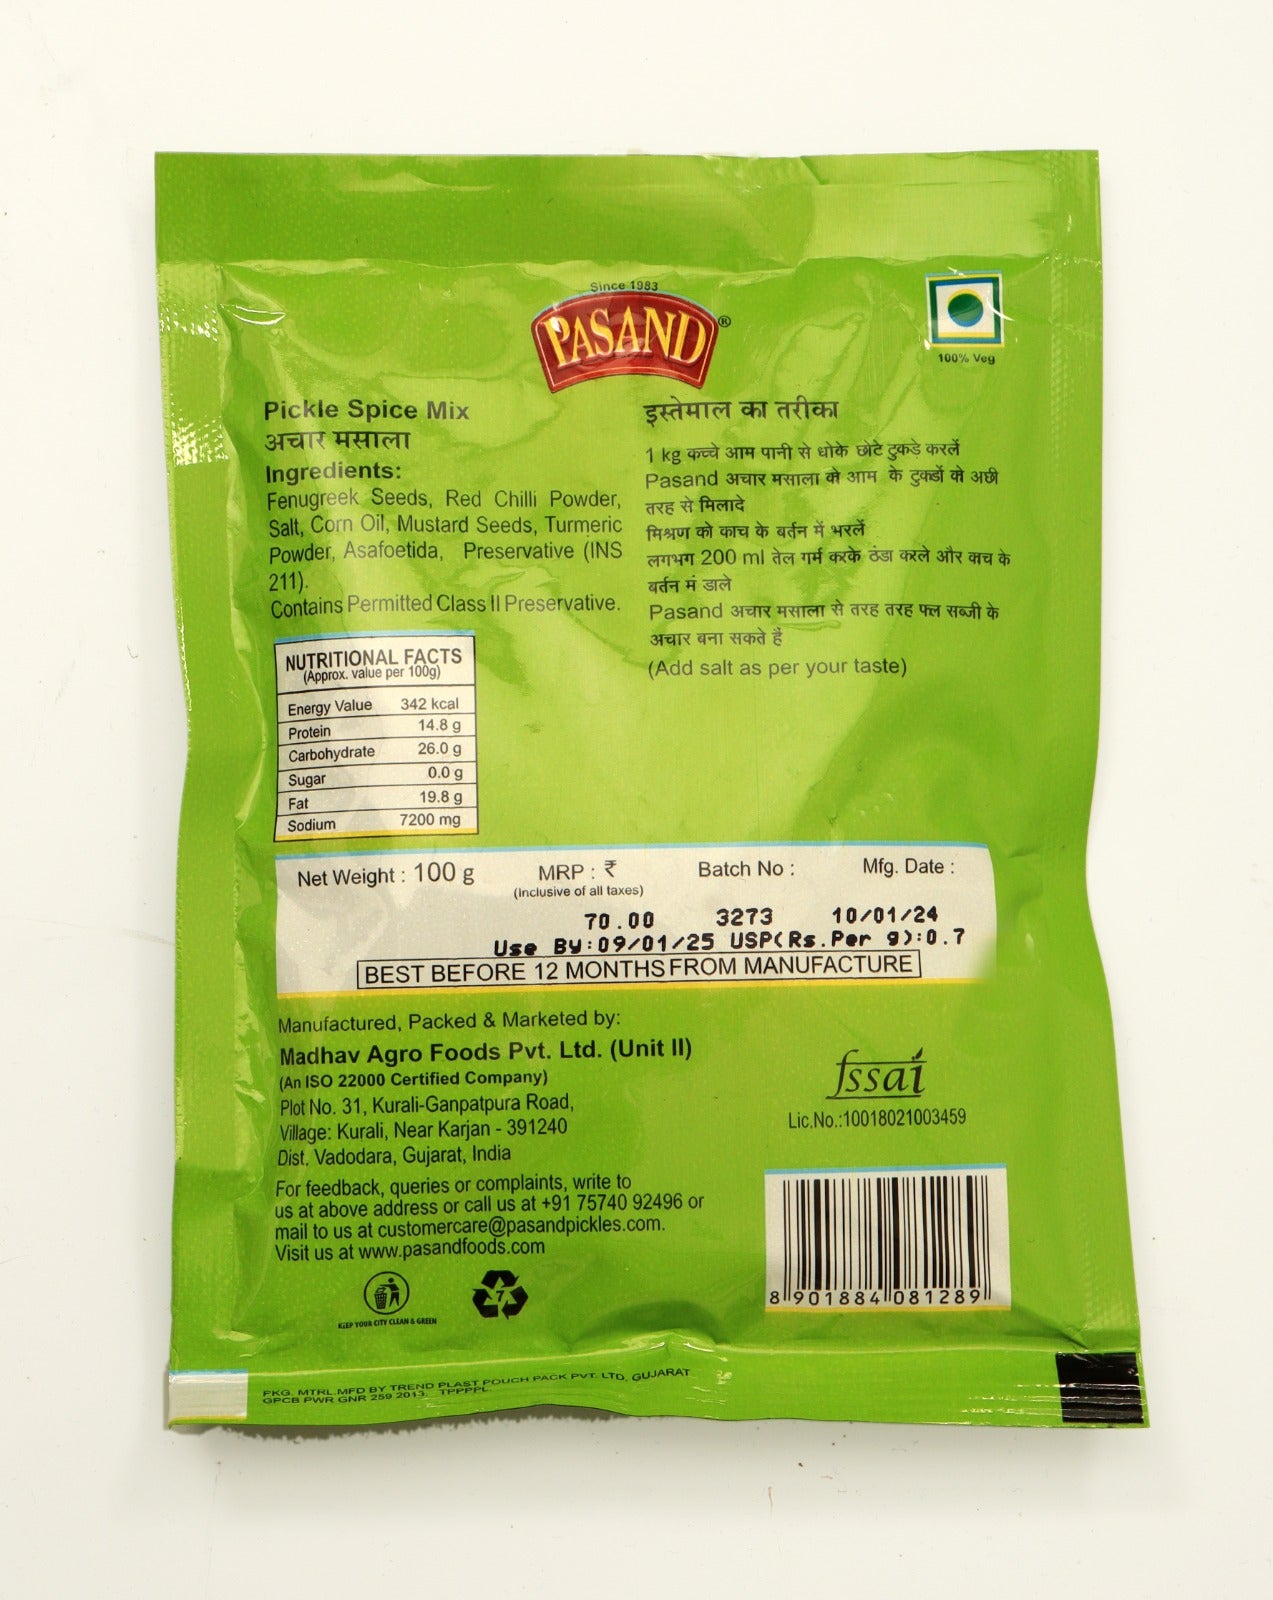 Since 1983
PASAND®
100% Veg
Pickle Spice Mix
अचार मसाला
Ingredients:
Fenugreek Seeds, Red Chilli Powder,
Salt, Corn Oil, Mustard Seeds, Turmeric
Powder, Asafoetida, Preservative (INS
211).
Contains Permitted Class II Preservative.
इस्तेमाल का तरीका
1 kg कच्चे आम पानी से धोके छोटे टुकड़े करलें
Pasand अचार मसाला को आम के टुकडों को अछी
तरह से मिलादे
मिश्रण को काच के बर्तन में भरलें
लगभग 200 ml तेल गर्म करके ठंडा करले और काच के
बर्तन मं डाले
Pasand अचार मसाला से तरह तरह फ्ल सब्जी के
अचार बना सकते हैं
(Add salt as per your taste)
NUTRITIONAL FACTS
(Approx. value per 100g)
Energy Value 342 kcal
Protein 14.8 g
Carbohydrate 26.0 g
Sugar 0.0 g
Fat 19.8 g
Sodium 7200 mg
Net Weight : 100 g MRP : ₹ Batch No : Mfg. Date :
(Inclusive of all taxes)
70.00 3273 10/01/24
Use BY:09/01/25 USP(Rs.Per g):0.7
BEST BEFORE 12 MONTHS FROM MANUFACTURE
Manufactured, Packed & Marketed by:
Madhav Agro Foods Pvt. Ltd. (Unit II)
(An ISO 22000 Certified Company)
Plot No. 31, Kurali-Ganpatpura Road,
Village: Kurali, Near Karjan - 391240
Dist. Vadodara, Gujarat, India
For feedback, queries or complaints, write to
us at above address or call us at +91 75740 92496 or
mail to us at customercare@pasandpickles.com.
Visit us at www.pasandfoods.com
fssai
Lic.No.:10018021003459
8 901884 081289
KEEP YOUR CITY CLEAN & GREEN
7
PKG. MTRL.MFD BY TREND PLAST POUCH PACK PVT. LTD, GUJARAT
GPCB PWR GNR 259 2013. TPPPPL